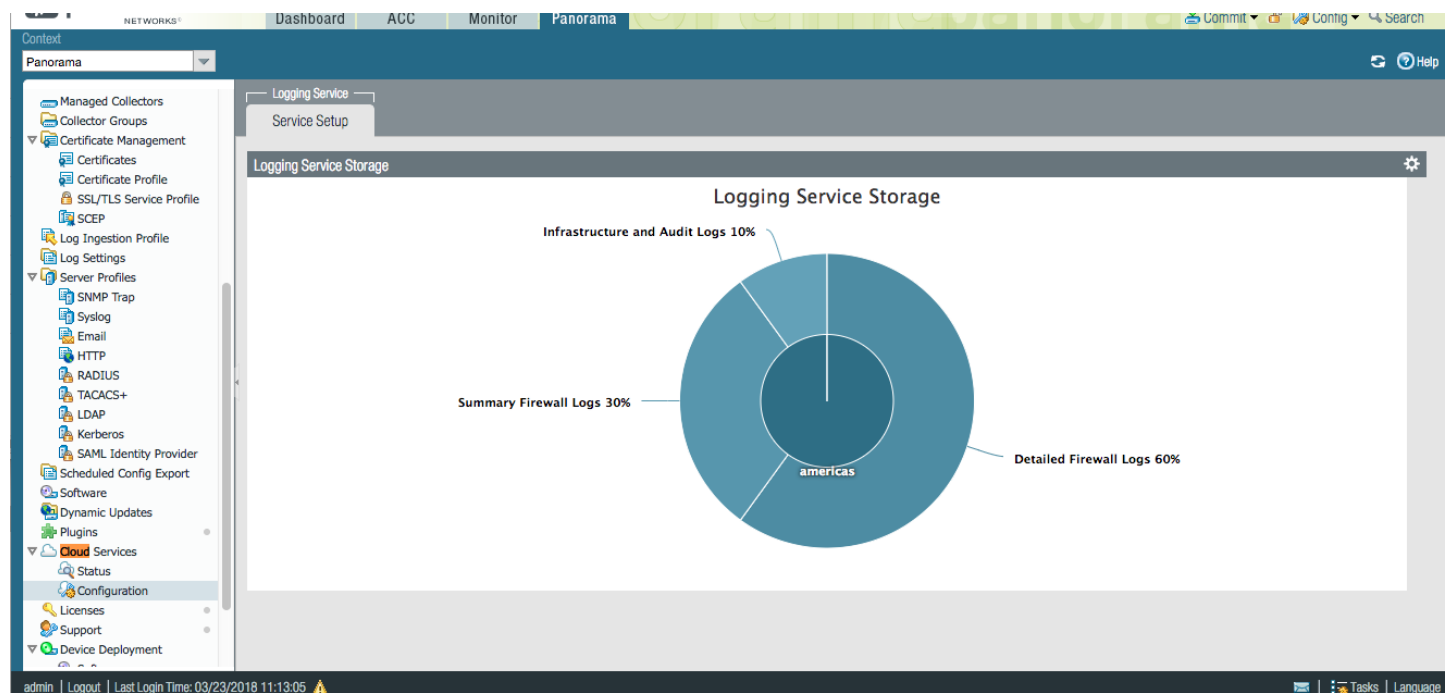 NETWORKS®
Dashboard ACC Monitor Panorama
Commit Config Search
Context
Panorama
Help
Managed Collectors
Collector Groups
Certificate Management
Certificates
Certificate Profile
SSL/TLS Service Profile
SCEP
Log Ingestion Profile
Log Settings
Server Profiles
SNMP Trap
Syslog
Email
HTTP
RADIUS
TACACS+
LDAP
Kerberos
SAML Identity Provider
Scheduled Config Export
Software
Dynamic Updates
Plugins
Cloud Services
Status
Configuration
Licenses
Support
Device Deployment
Logging Service
Service Setup
Logging Service Storage
Logging Service Storage
Infrastructure and Audit Logs 10%
Summary Firewall Logs 30%
Detailed Firewall Logs 60%
americas
admin | Logout | Last Login Time: 03/23/2018 11:13:05
| Tasks | Language